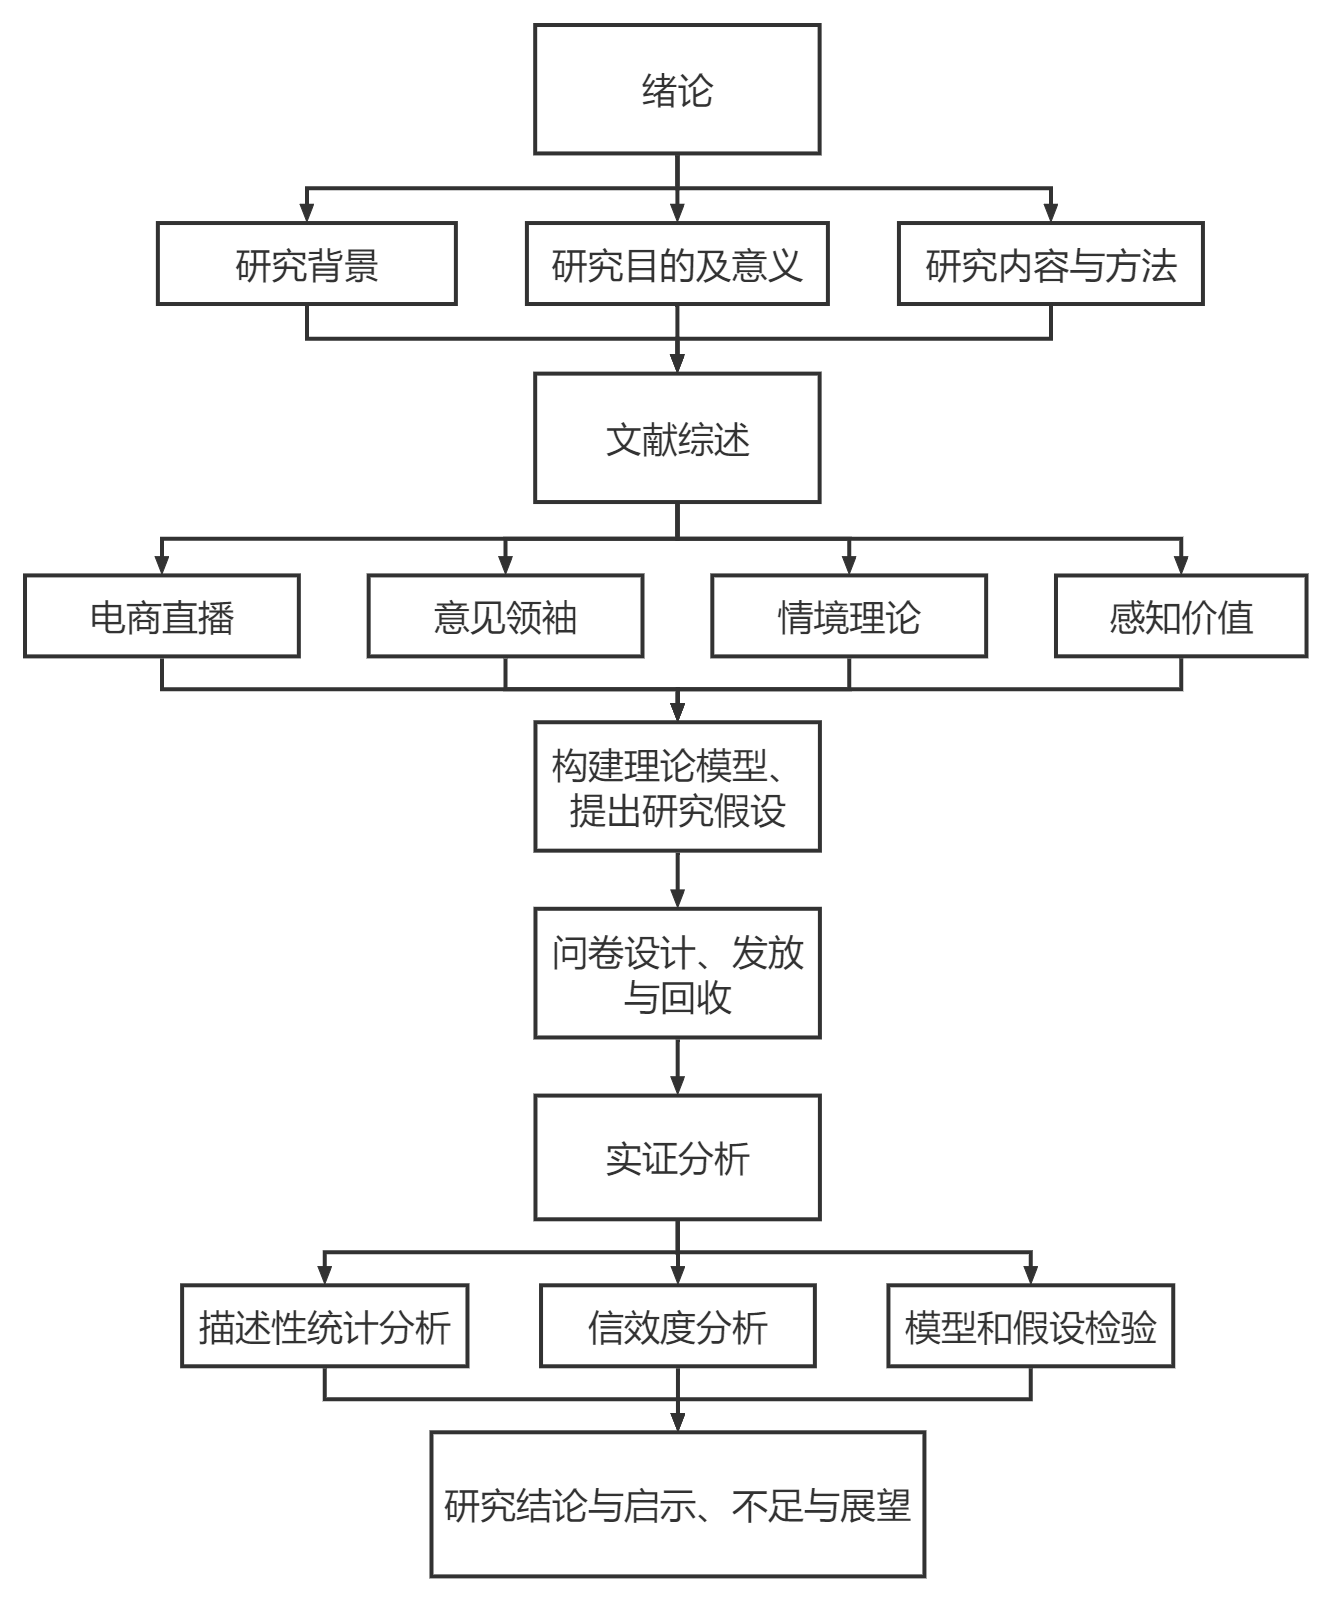 绪论
研究背景
研究目的及意义
研究内容与方法
文献综述
电商直播
意见领袖
情境理论
感知价值
构建理论模型、
提出研究假设
问卷设计、发放
与回收
实证分析
描述性统计分析
信效度分析
模型和假设检验
研究结论与启示、不足与展望